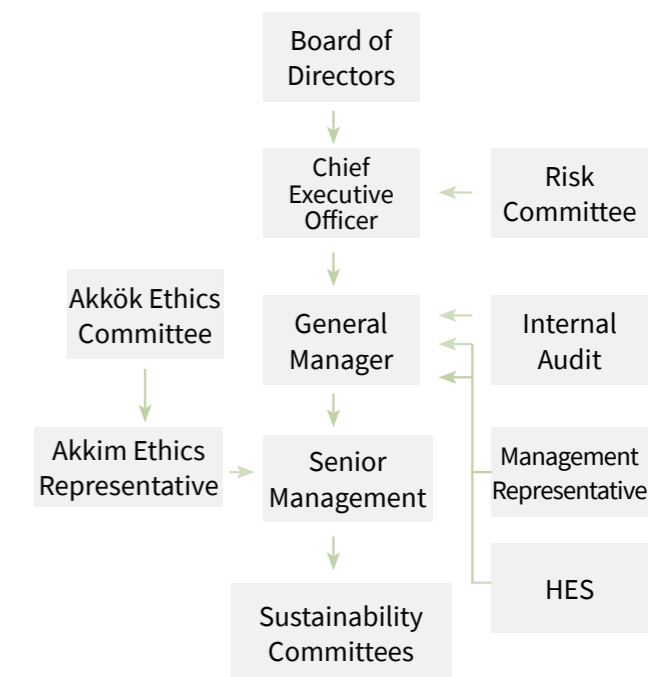 Board of
Directors
Chief
Executive
Officer
Risk
Committee
Akkök Ethics
Committee
General
Manager
Internal
Audit
Akkim Ethics
Representative
Senior
Management
Management
Representative
HES
Sustainability
Committees